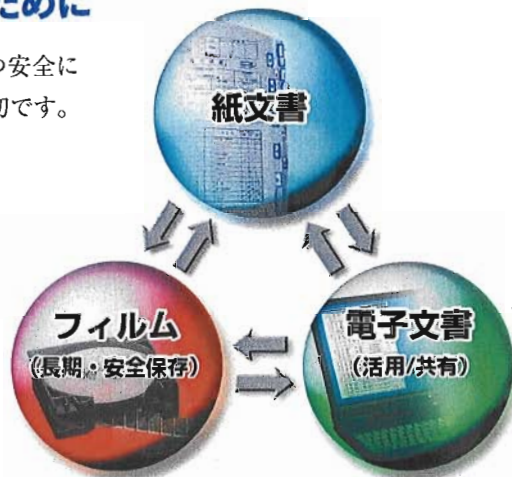 ために
つ安全に
切です。
紙文書
フィルム
(長期・安全保存)
電子文書
(活用/共有)